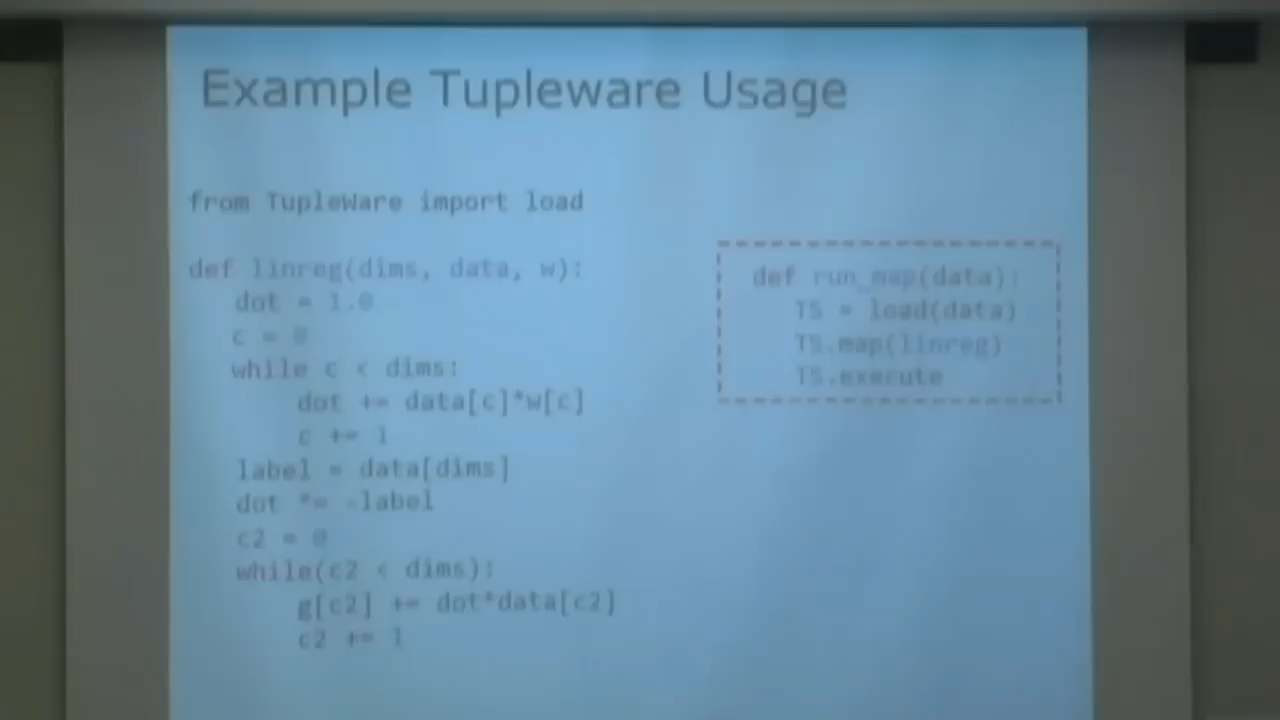 Example Tupleware Usage
from TupleWare import load
def linreg(dims, data, w):
dot = 1.0
c = 0
while c < dims:
dot += data[c]*w[c]
c += 1
label = data[dims]
dot *= -label
c2 = 0
while(c2 < dims):
g[c2] += dot*data[c2]
c2 += 1
def run_map(data):
TS = load(data)
TS.map(linreg)
TS.execute